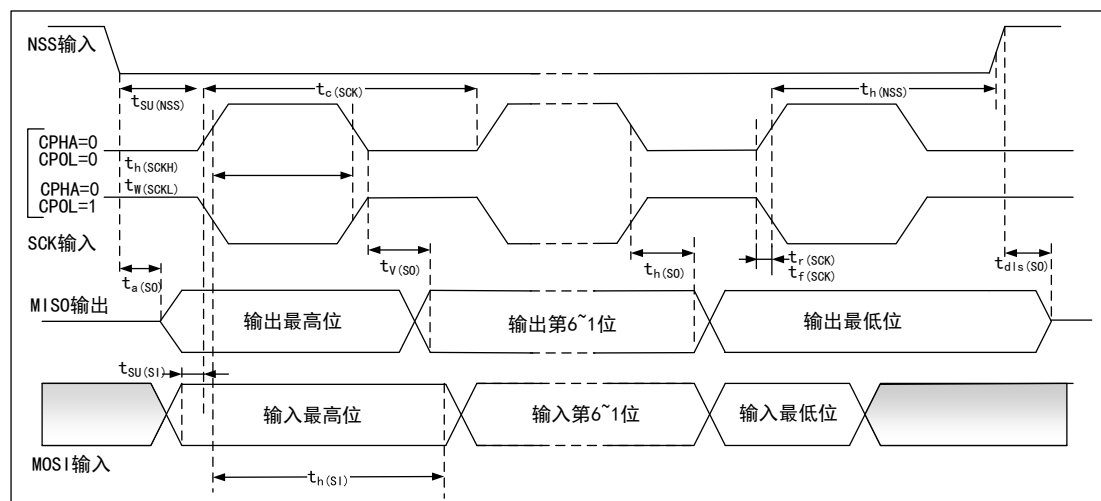 NSS输入
tSU(NSS)
tc(SCK)
th(NSS)
CPHA=0
CPOL=0
th(SCKH)
CPHA=0
CPOL=1
tW(SCKL)
SCK输入
ta(SO)
tV(SO)
th(SO)
tr(SCK)
tf(SCK)
tdls(SO)
MISO输出
输出最高位
输出第6~1位
输出最低位
tSU(SI)
输入最高位
输入第6~1位
输入最低位
MOSI输入
th(SI)